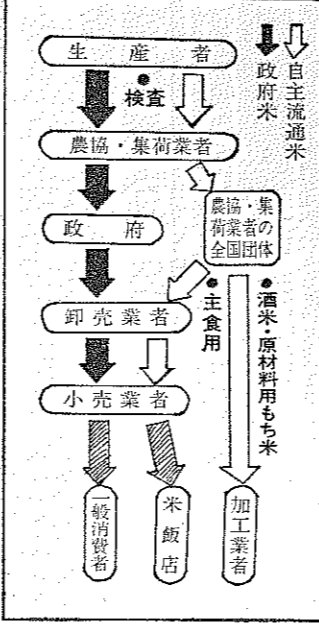 自主流通米
政府米
生産者
●検査
農協・集荷業者
農協・集
荷業者の
全国団体
政府
●主食用
●酒米・原材料用もち米
卸売業者
小売業者
一般消費者
米飯店
加工業者